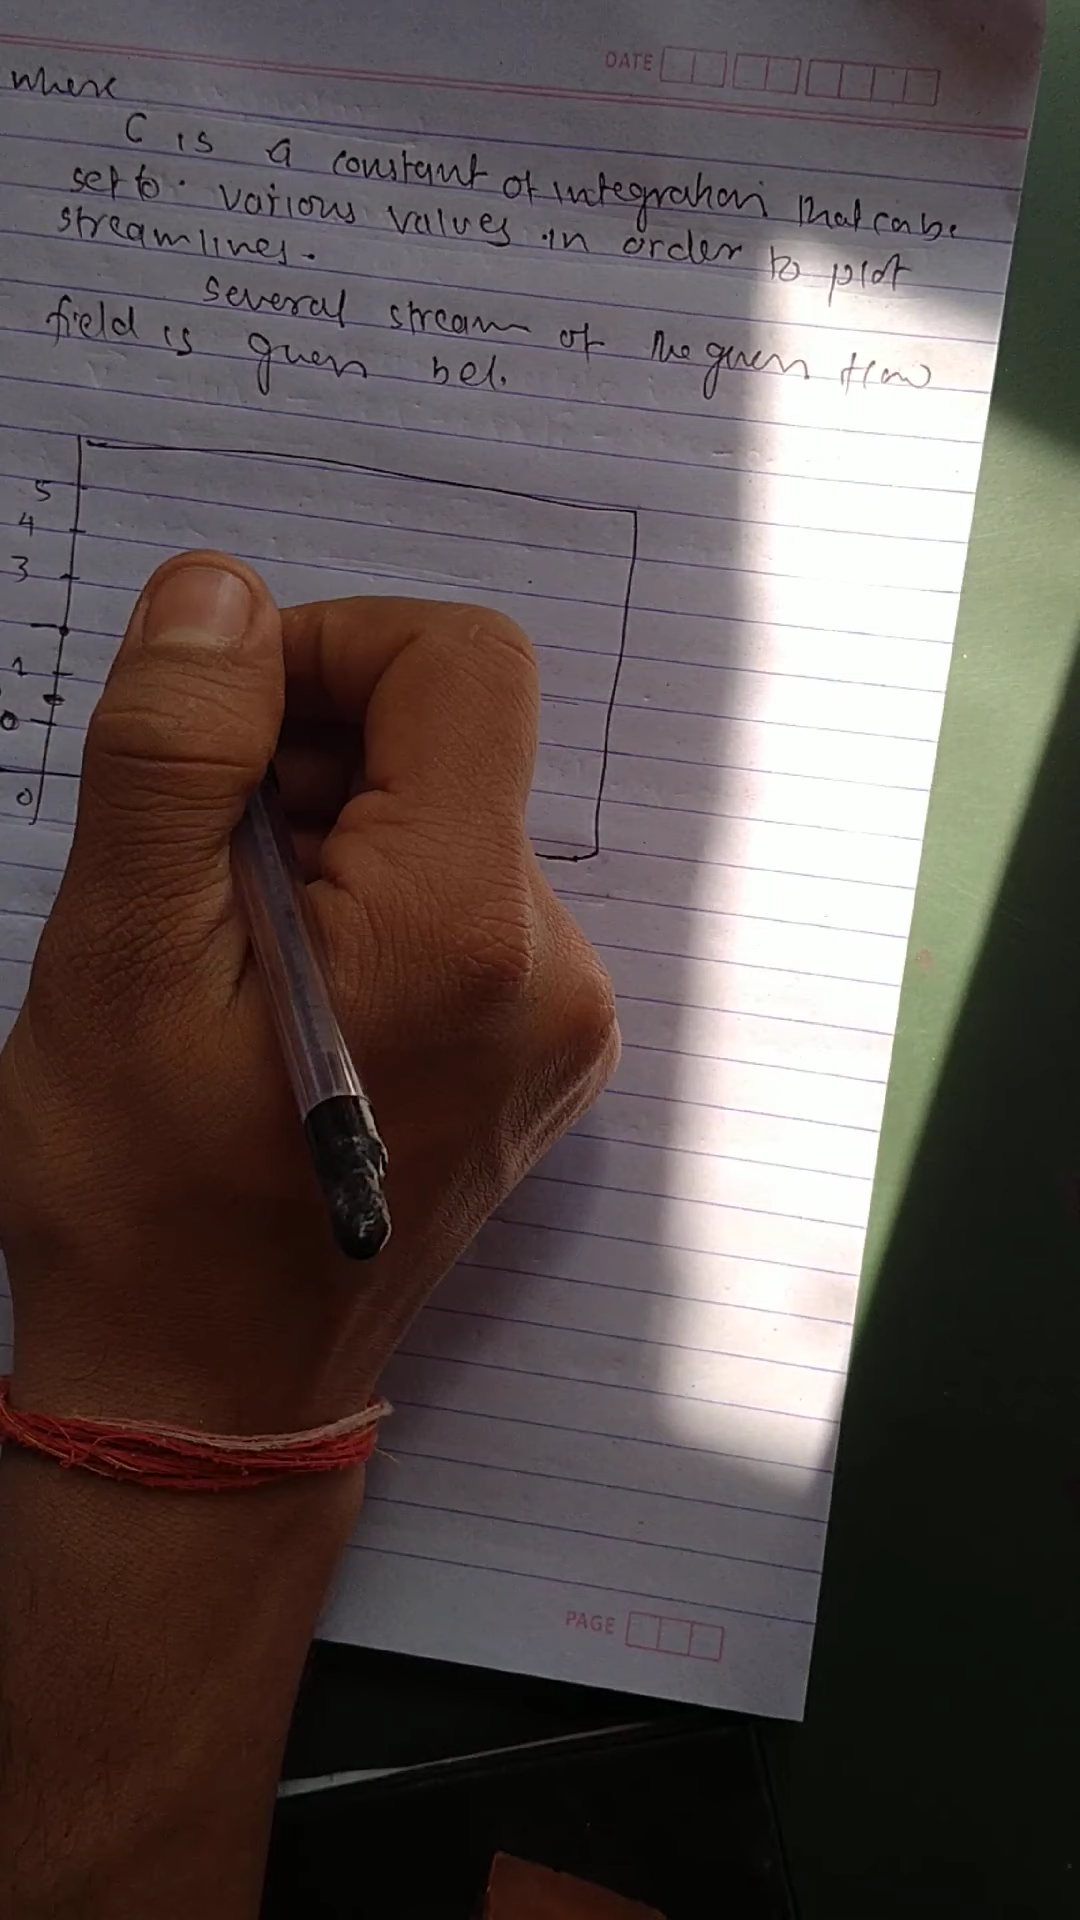 DATE
where
C is a constant of integration that can be
set to various values in order to plot
streamlines.
several stream of the given flow
field is given bel.
5
4
3
1
0
0
PAGE